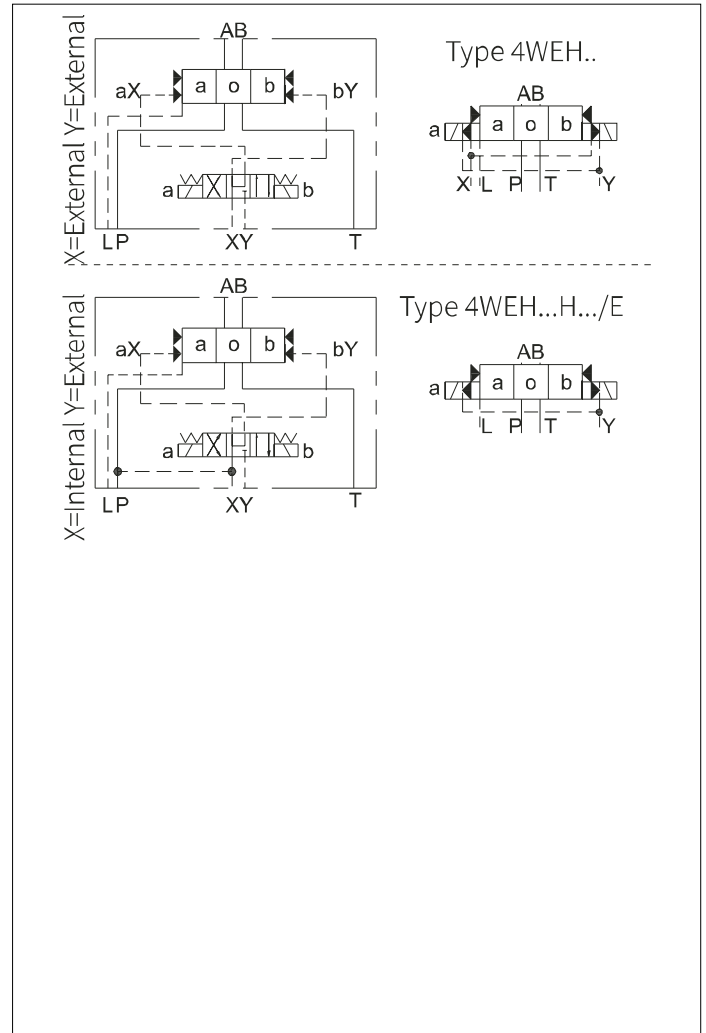 X=External Y=External
AB
aX
a o b
bY
a
b
LP
XY
T
Type 4WEH..
AB
a
a o b
X
L
P
T
Y
X=Internal Y=External
AB
aX
a o b
bY
a
b
LP
XY
T
Type 4WEH...H.../E
AB
a
a o b
L
P
T
Y